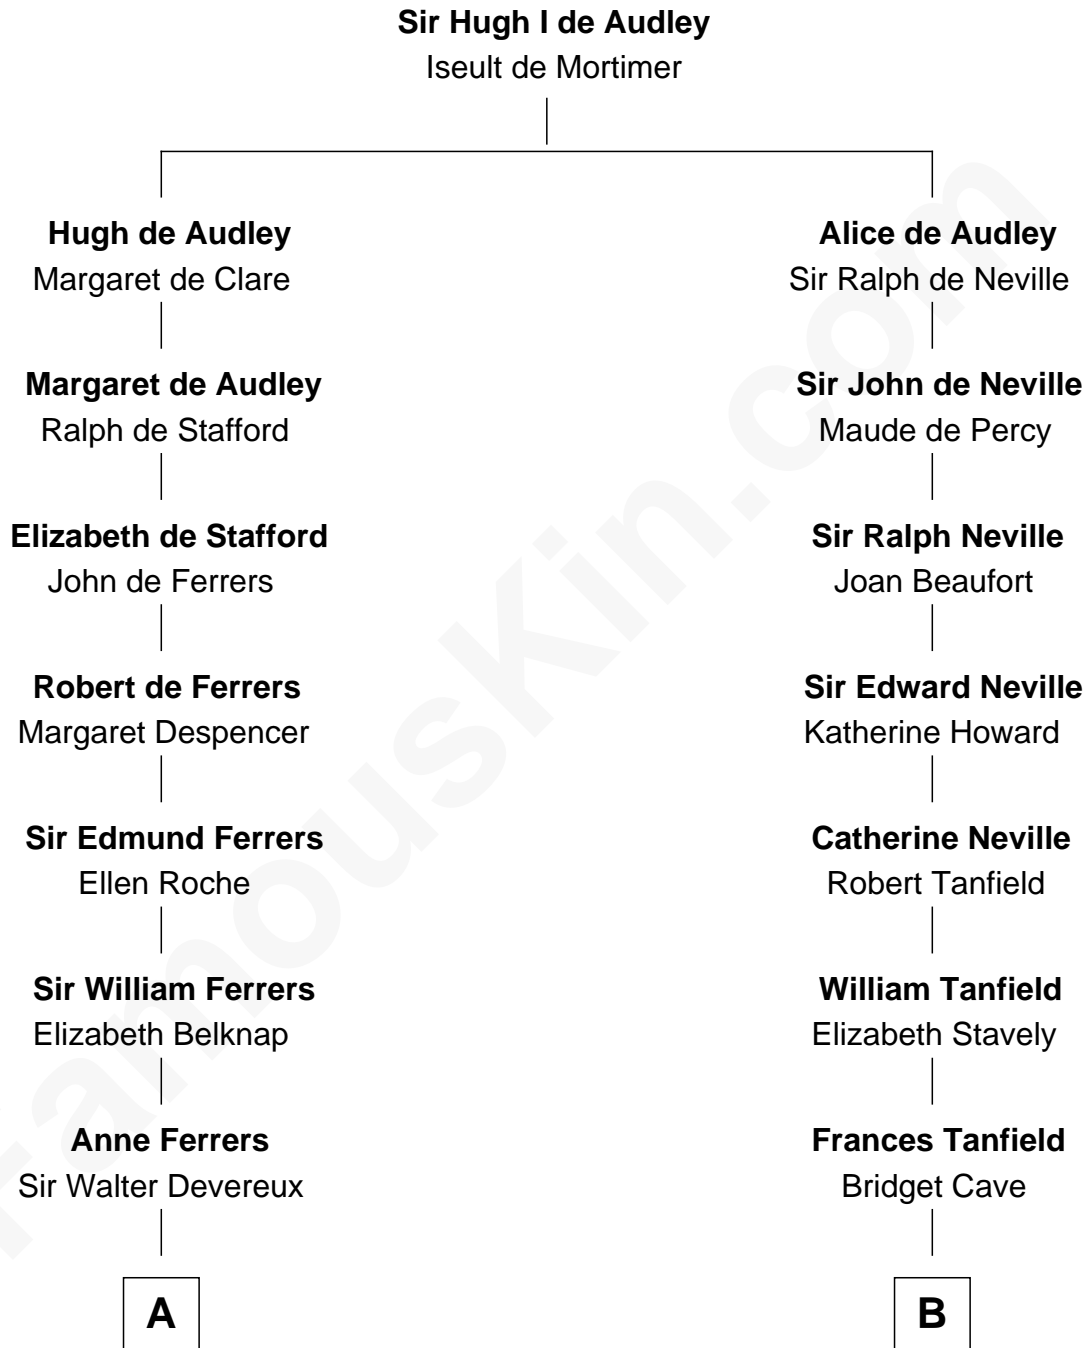 Sir Hugh I de Audley
Iseult de Mortimer
Hugh de Audley
Margaret de Clare
Alice de Audley
Sir Ralph de Neville
Margaret de Audley
Ralph de Stafford
Sir John de Neville
Maude de Percy
Elizabeth de Stafford
John de Ferrers
Sir Ralph Neville
Joan Beaufort
Robert de Ferrers
Margaret Despencer
Sir Edward Neville
Katherine Howard
Sir Edmund Ferrers
Ellen Roche
Catherine Neville
Robert Tanfield
Sir William Ferrers
Elizabeth Belknap
William Tanfield
Elizabeth Stavely
Anne Ferrers
Sir Walter Devereux
Frances Tanfield
Bridget Cave
A
B
FamousKin.com